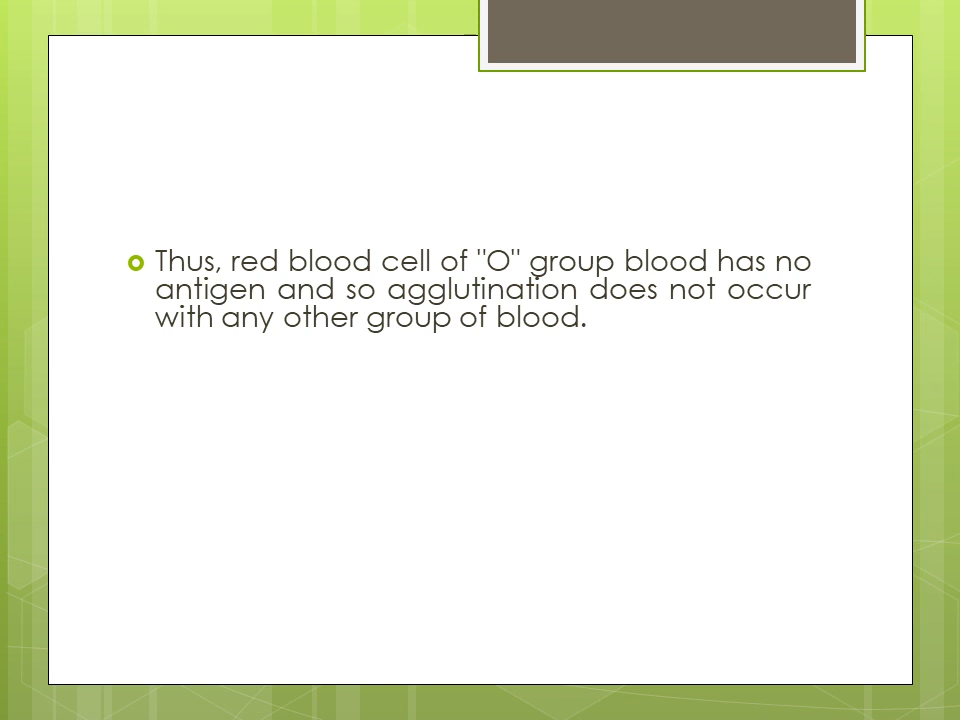 Thus, red blood cell of "O" group blood has no
antigen and so agglutination does not occur
with any other group of blood.